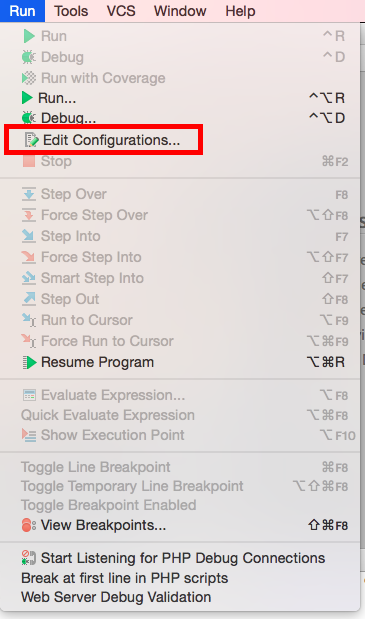 Run Tools VCS Window Help
Run ^R
Debug ^D
Run with Coverage
Run... ^⌥R
Debug... ^⌥D
Edit Configurations...
Stop ⌘F2
Step Over F8
Force Step Over ⌥⇧F8
Step Into F7
Force Step Into ⌥⇧F7
Smart Step Into ⇧F7
Step Out ⇧F8
Run to Cursor ⌥F9
Force Run to Cursor ⌥⌘F9
Resume Program ⌥⌘R
Evaluate Expression... ⌥F8
Quick Evaluate Expression ⌥⌘F8
Show Execution Point ⌥F10
Toggle Line Breakpoint ⌘F8
Toggle Temporary Line Breakpoint ⌥⇧⌘F8
Toggle Breakpoint Enabled
View Breakpoints... ⇧⌘F8
Start Listening for PHP Debug Connections
Break at first line in PHP scripts
Web Server Debug Validation